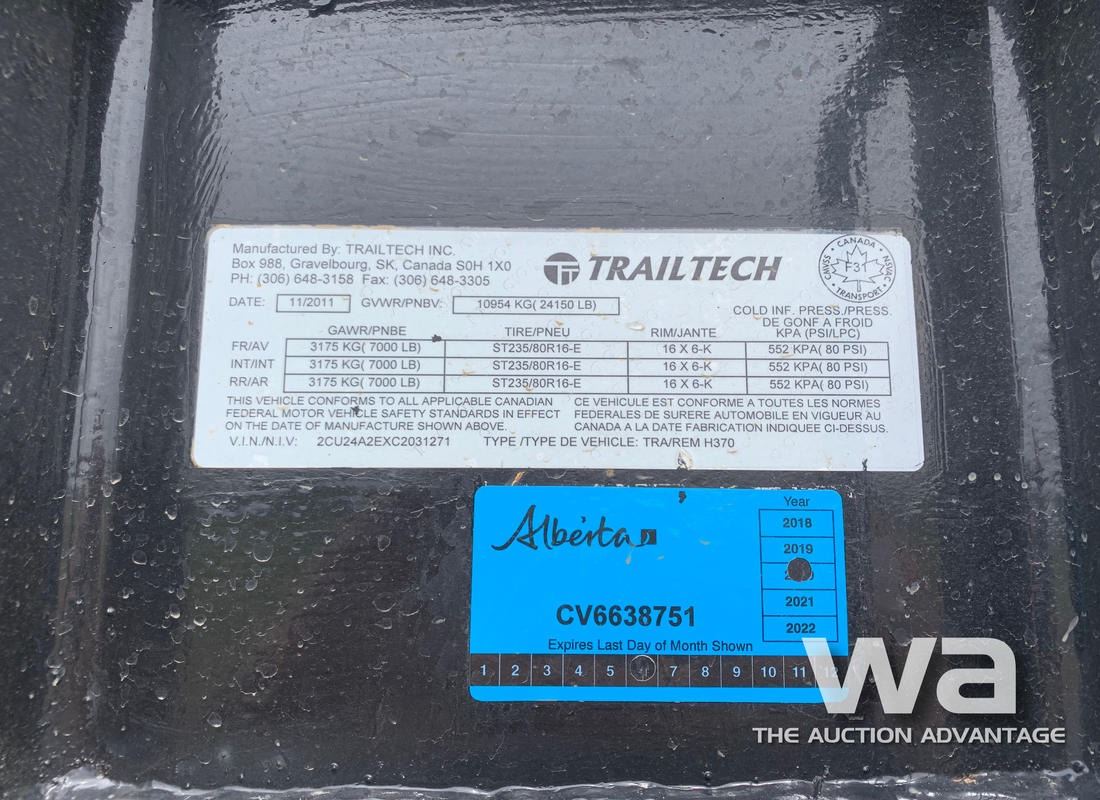 Manufactured By: TRAILTECH INC.
Box 988, Gravelbourg, SK, Canada S0H 1X0
PH: (306) 648-3158 Fax: (306) 648-3305
TRAILTECH
CANADA
CMVSS F31 NSVAC
TRANSPORT
DATE: 11/2011 GVWR/PNBV: 10954 KG( 24150 LB)
COLD INF. PRESS./PRESS.
DE GONF A FROID
GAWR/PNBE TIRE/PNEU RIM/JANTE KPA (PSI/LPC)
FR/AV 3175 KG( 7000 LB) ST235/80R16-E 16 X 6-K 552 KPA( 80 PSI)
INT/INT 3175 KG( 7000 LB) ST235/80R16-E 16 X 6-K 552 KPA( 80 PSI)
RR/AR 3175 KG( 7000 LB) ST235/80R16-E 16 X 6-K 552 KPA( 80 PSI)
THIS VEHICLE CONFORMS TO ALL APPLICABLE CANADIAN
FEDERAL MOTOR VEHICLE SAFETY STANDARDS IN EFFECT
ON THE DATE OF MANUFACTURE SHOWN ABOVE.
CE VEHICULE EST CONFORME A TOUTES LES NORMES
FEDERALES DE SURERE AUTOMOBILE EN VIGUEUR AU
CANADA A LA DATE FABRICATION INDIQUEE CI-DESSUS.
V.I.N./N.I.V: 2CU24A2EXC2031271 TYPE /TYPE DE VEHICLE: TRA/REM H370
Alberta
Year
2018
2019
2021
2022
CV6638751
Expires Last Day of Month Shown
1 2 3 4 5 7 8 9 10 11 12
wa
THE AUCTION ADVANTAGE